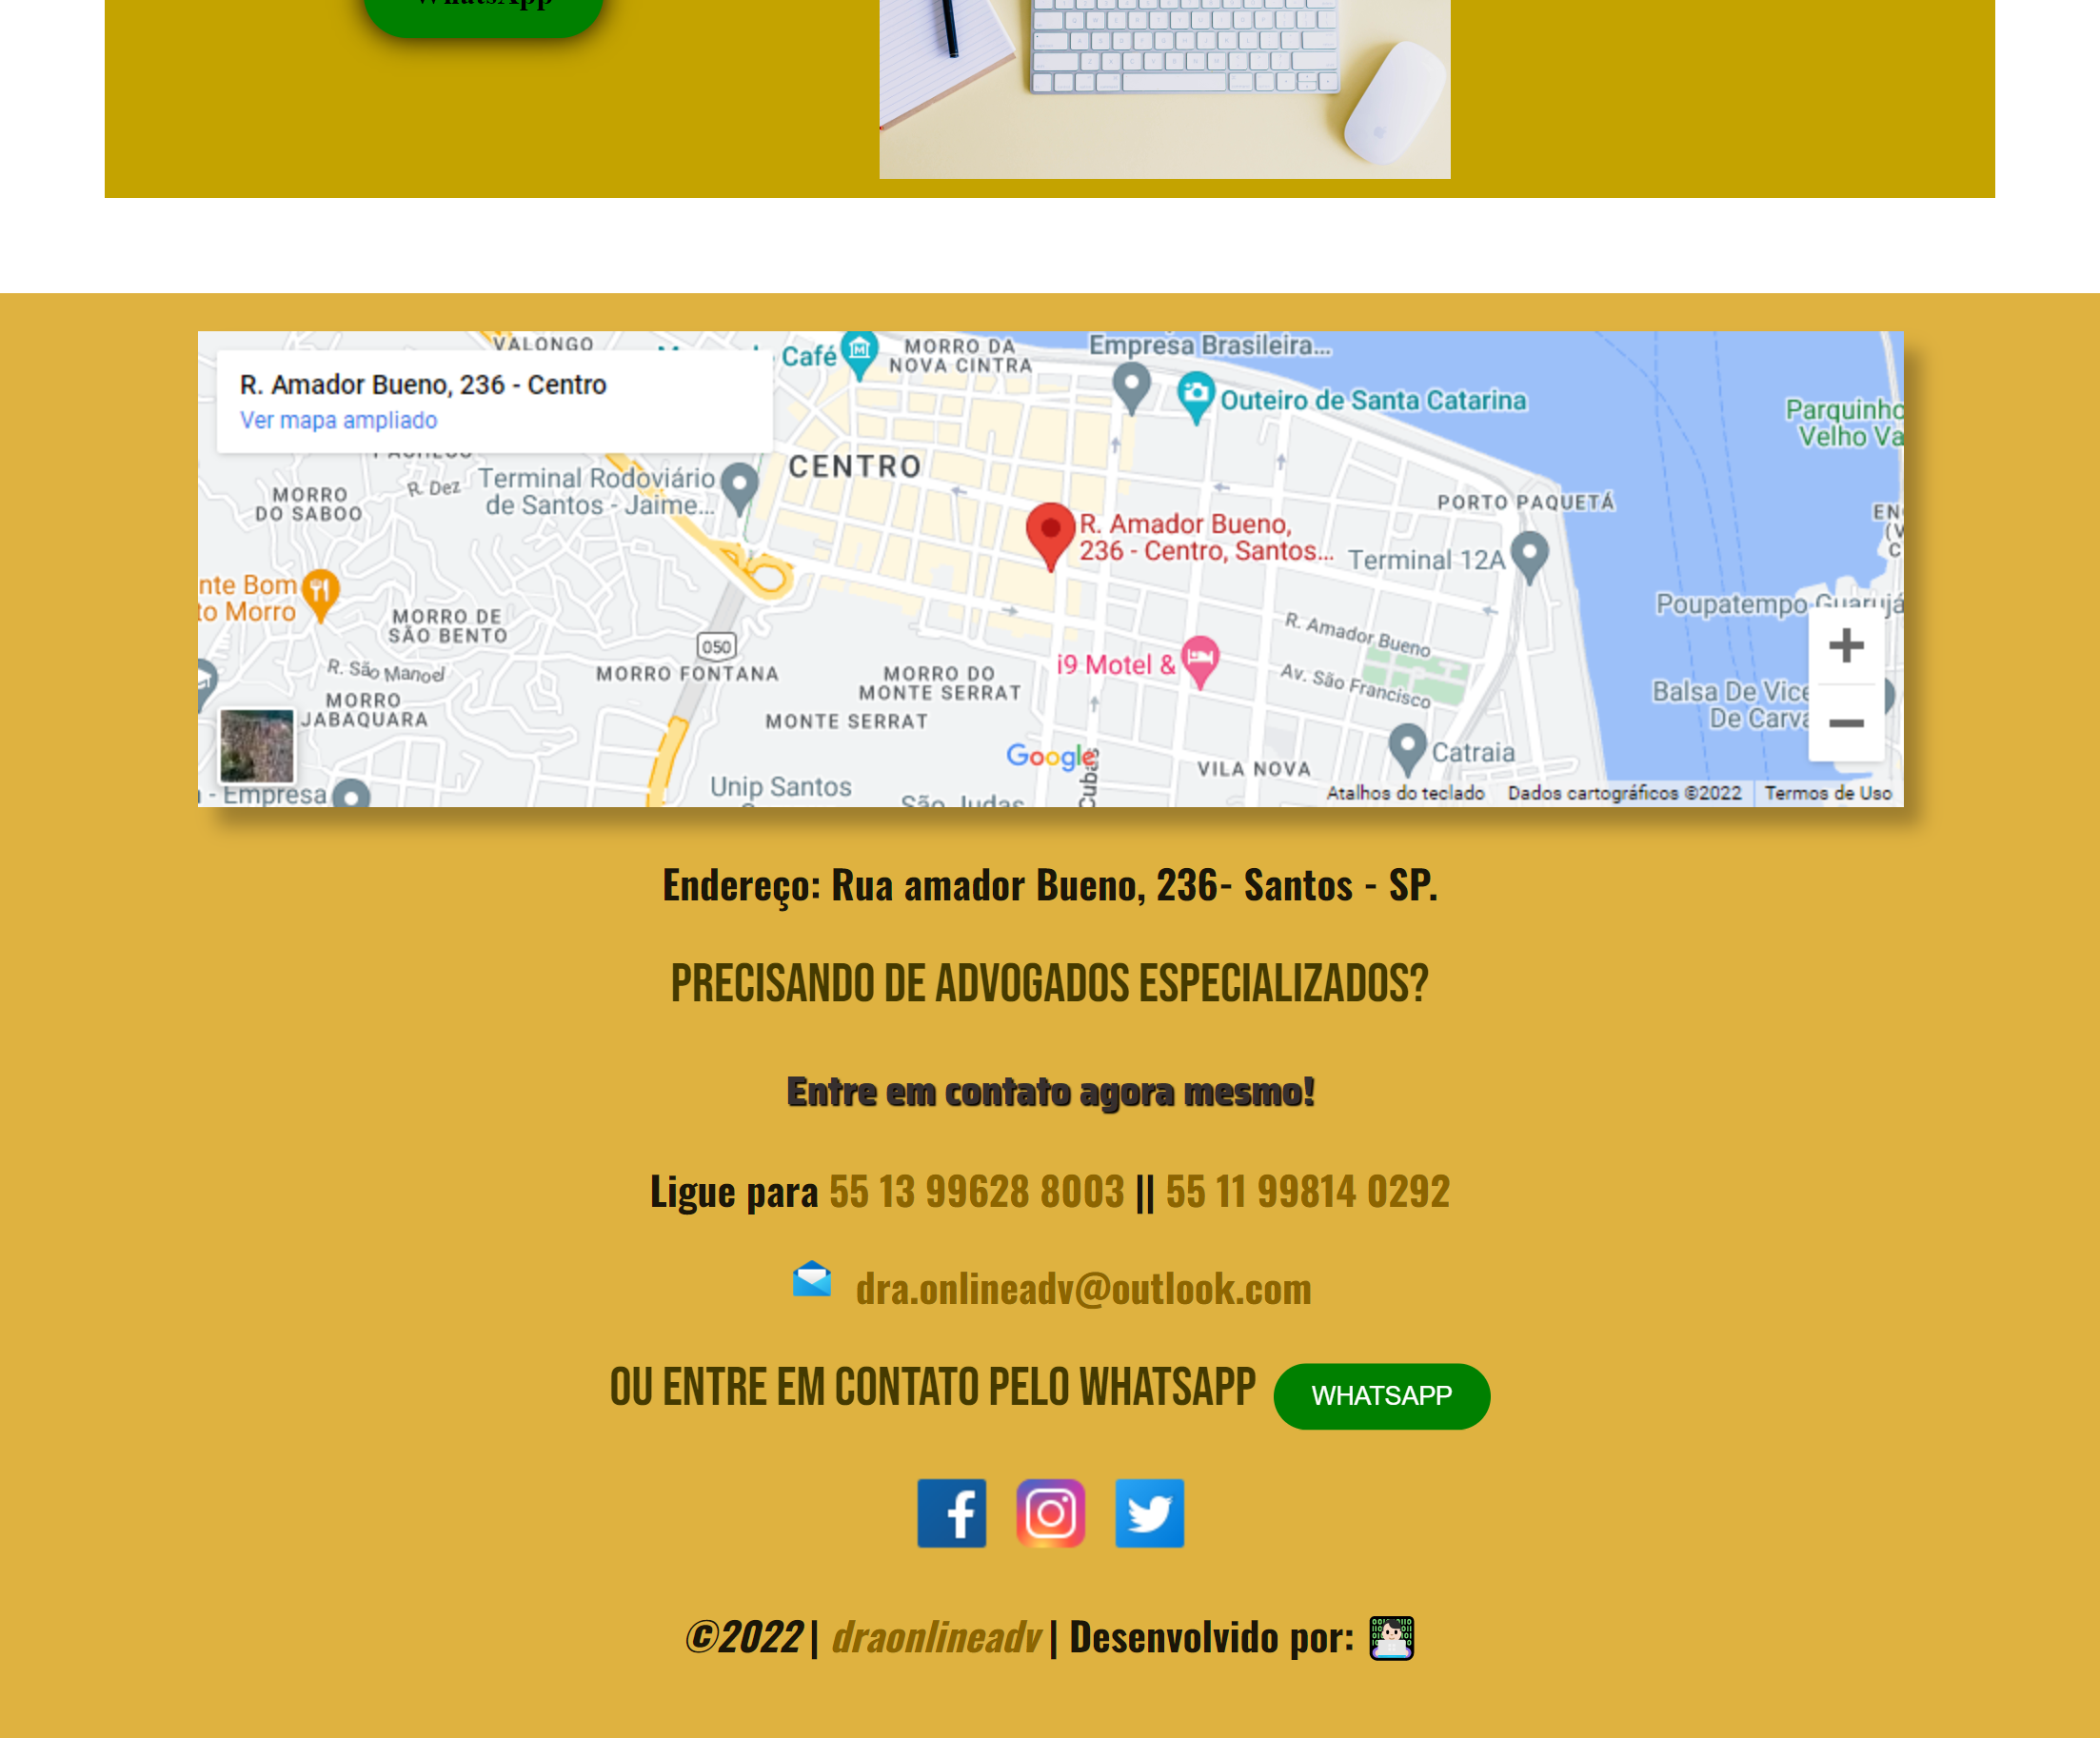 WhatsApp
VALONGO
Café
MORRO DA
NOVA CINTRA
Empresa Brasileira...
R. Amador Bueno, 236 - Centro
Ver mapa ampliado
Outeiro de Santa Catarina
Parquinho
Velho Va
PACHECO
CENTRO
R. Dez
Terminal Rodoviário
de Santos - Jaime...
MORRO
DO SABOO
PORTO PAQUETÁ
R. Amador Bueno,
236 - Centro, Santos...
Terminal 12A
nte Bom
to Morro
MORRO DE
SÃO BENTO
Poupatempo Guarujá
R. Amador Bueno
050
R. São Manoel
MORRO FONTANA
MORRO DO
MONTE SERRAT
i9 Motel &
Av. São Francisco
MORRO
JABAQUARA
MONTE SERRAT
Balsa De Vice
De Carva
Google
Cubas
VILA NOVA
Catraia
- Empresa
Unip Santos
São Judas
Atalhos do teclado
Dados cartográficos ©2022
Termos de Uso
Endereço: Rua amador Bueno, 236- Santos - SP.
PRECISANDO DE ADVOGADOS ESPECIALIZADOS?
Entre em contato agora mesmo!
Ligue para 55 13 99628 8003 || 55 11 99814 0292
dra.onlineadv@outlook.com
OU ENTRE EM CONTATO PELO WHATSAPP WHATSAPP
©2022 | draonlineadv | Desenvolvido por: